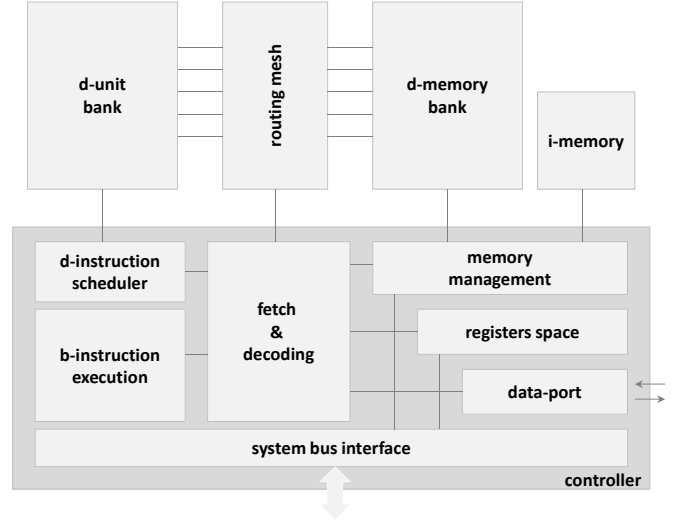 d-unit
bank
routing mesh
d-memory
bank
i-memory
d-instruction
scheduler
fetch
&
decoding
memory
management
b-instruction
execution
registers space
data-port
system bus interface
controller